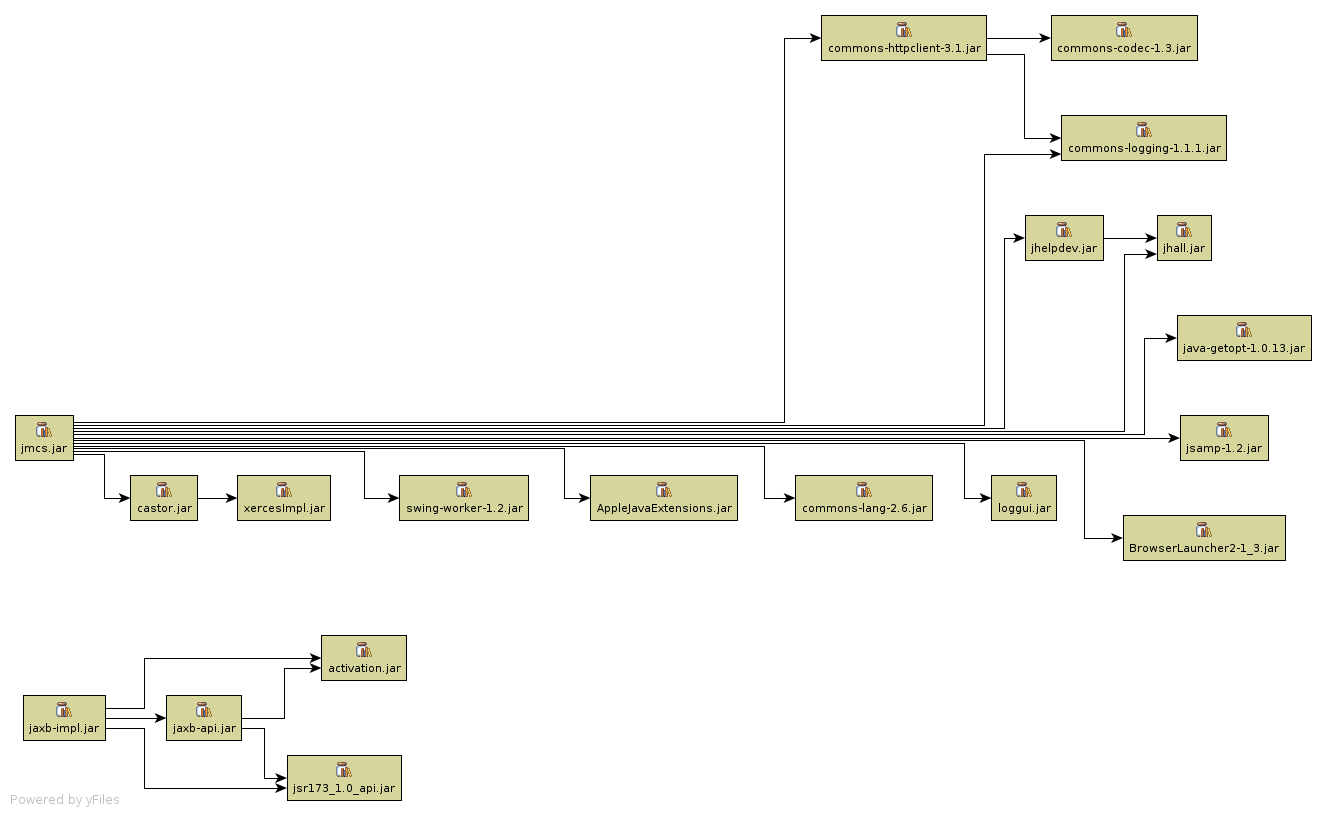 commons-httpclient-3.1.jar
commons-codec-1.3.jar
commons-logging-1.1.1.jar
jhelpdev.jar
jhall.jar
java-getopt-1.0.13.jar
jmcs.jar
jsamp-1.2.jar
castor.jar
xercesImpl.jar
swing-worker-1.2.jar
AppleJavaExtensions.jar
commons-lang-2.6.jar
loggui.jar
BrowserLauncher2-1_3.jar
activation.jar
jaxb-impl.jar
jaxb-api.jar
jsr173_1.0_api.jar
Powered by yFiles